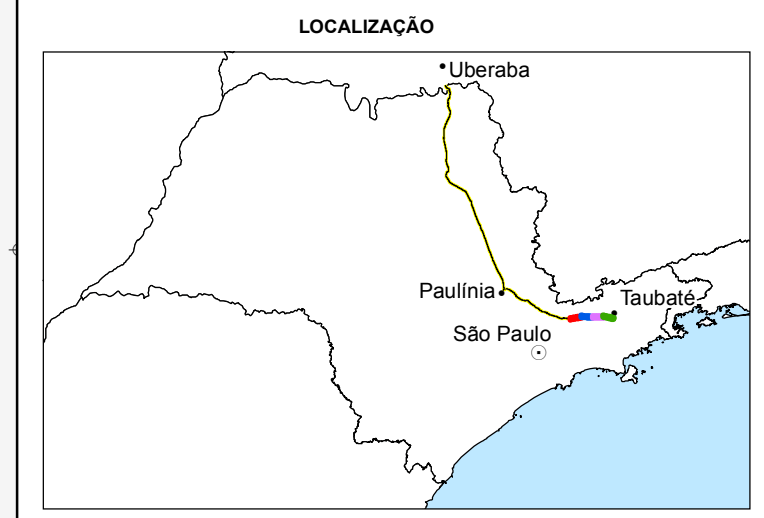 LOCALIZAÇÃO
Uberaba
Paulínia
Taubaté
São Paulo